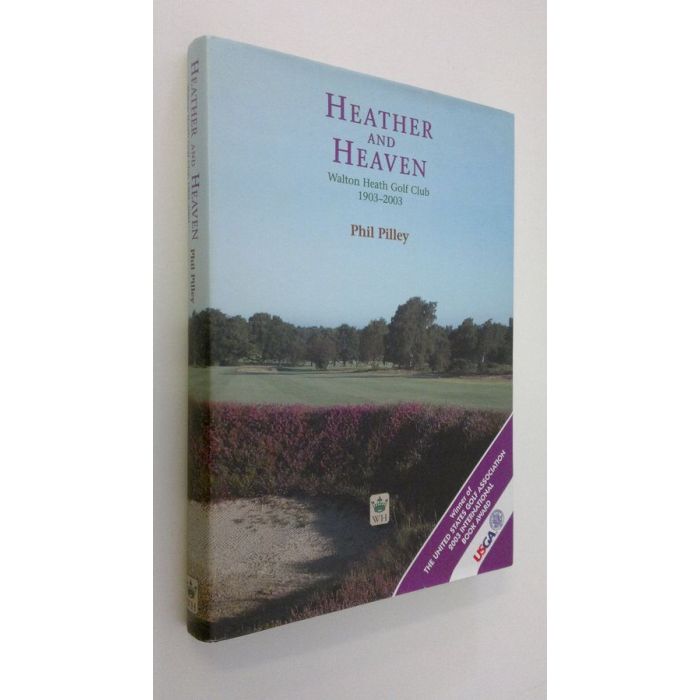 HEATHER
AND
HEAVEN
Walton Heath Golf Club
1903–2003
Phil Pilley
HEATHER AND HEAVEN Phil Pilley
WH
WH
Winner of
THE UNITED STATES GOLF ASSOCIATION
2003 INTERNATIONAL
BOOK AWARD
USGA